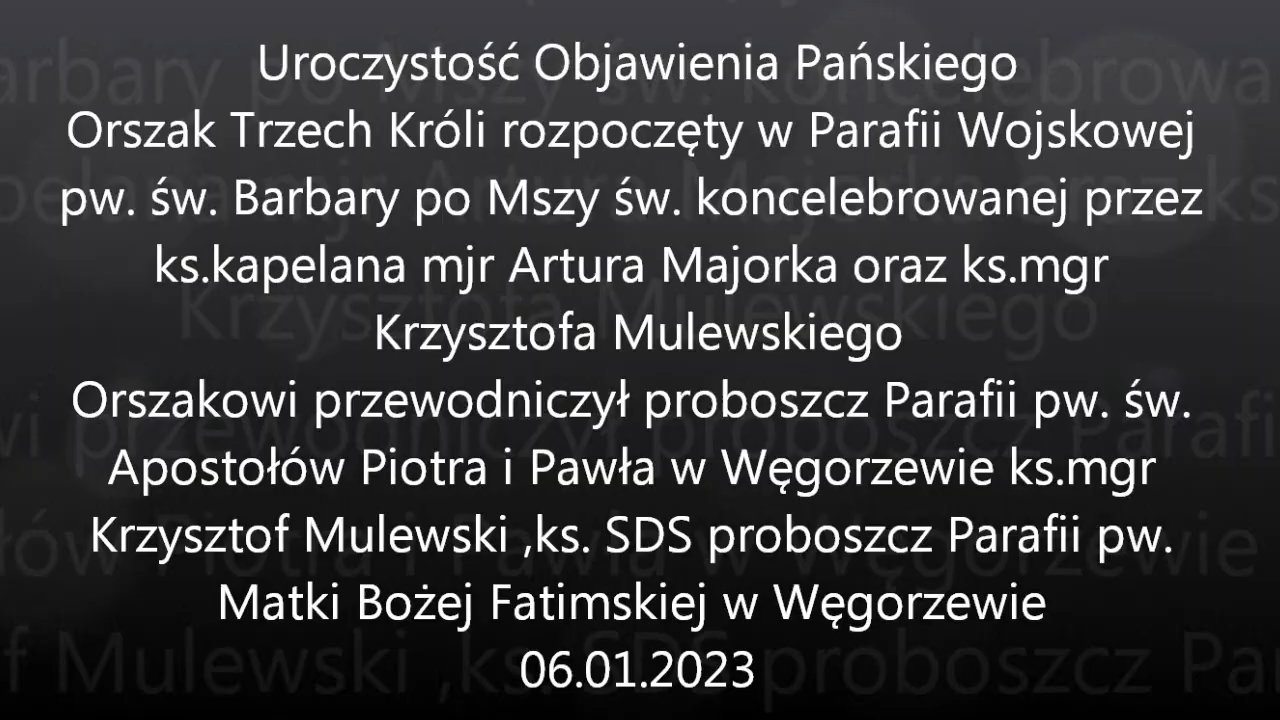 Uroczystość Objawienia Pańskiego
Orszak Trzech Króli rozpoczęty w Parafii Wojskowej
pw. św. Barbary po Mszy św. koncelebrowanej przez
ks.kapelana mjr Artura Majorka oraz ks.mgr
Krzysztofa Mulewskiego
Orszakowi przewodniczył proboszcz Parafii pw. św.
Apostołów Piotra i Pawła w Węgorzewie ks.mgr
Krzysztof Mulewski ,ks. SDS proboszcz Parafii pw.
Matki Bożej Fatimskiej w Węgorzewie
06.01.2023